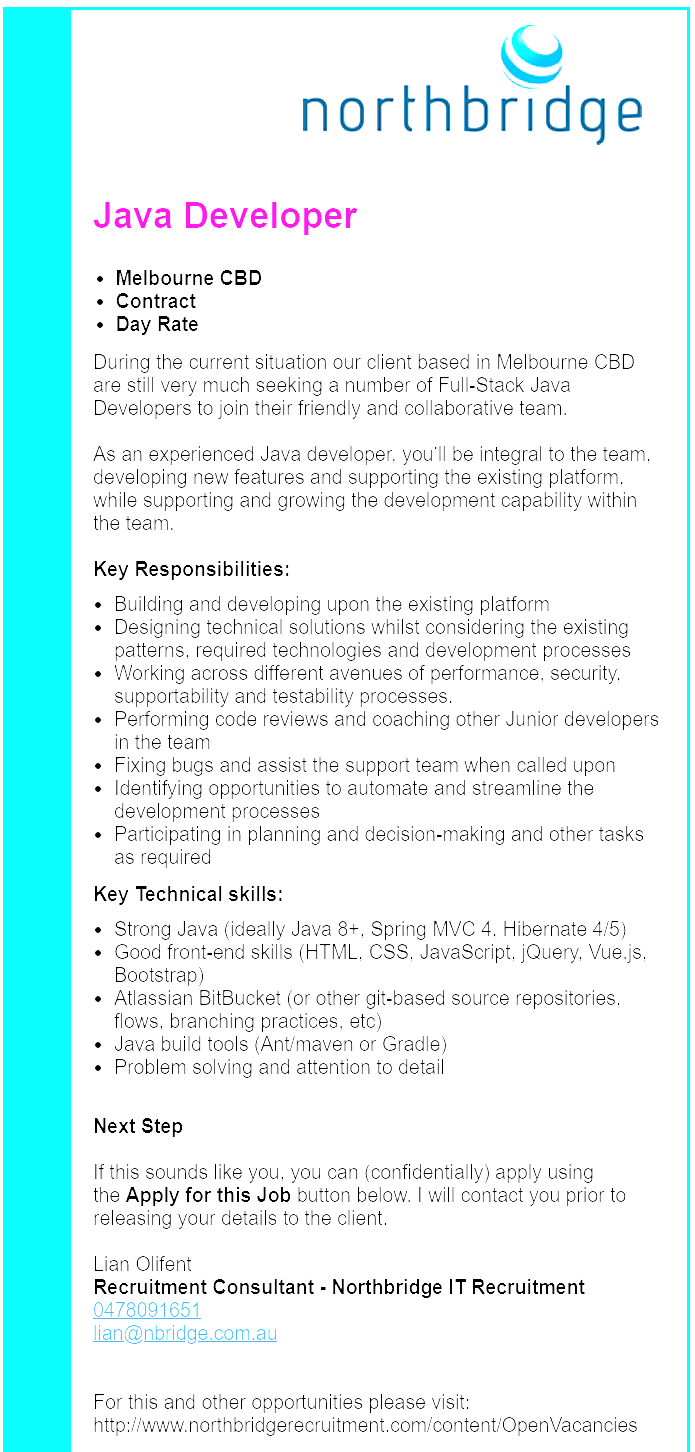 northbridge
Java Developer
• Melbourne CBD
• Contract
• Day Rate
During the current situation our client based in Melbourne CBD
are still very much seeking a number of Full-Stack Java
Developers to join their friendly and collaborative team.
As an experienced Java developer, you'll be integral to the team,
developing new features and supporting the existing platform,
while supporting and growing the development capability within
the team.
Key Responsibilities:
• Building and developing upon the existing platform
• Designing technical solutions whilst considering the existing
patterns, required technologies and development processes
• Working across different avenues of performance, security,
supportability and testability processes.
• Performing code reviews and coaching other Junior developers
in the team
• Fixing bugs and assist the support team when called upon
• Identifying opportunities to automate and streamline the
development processes
• Participating in planning and decision-making and other tasks
as required
Key Technical skills:
• Strong Java (ideally Java 8+, Spring MVC 4, Hibernate 4/5)
• Good front-end skills (HTML, CSS, JavaScript, jQuery, Vue.js,
Bootstrap)
• Atlassian BitBucket (or other git-based source repositories,
flows, branching practices, etc)
• Java build tools (Ant/maven or Gradle)
• Problem solving and attention to detail
Next Step
If this sounds like you, you can (confidentially) apply using
the Apply for this Job button below. I will contact you prior to
releasing your details to the client.
Lian Olifent
Recruitment Consultant - Northbridge IT Recruitment
0478091651
lian@nbridge.com.au
For this and other opportunities please visit:
http://www.northbridgerecruitment.com/content/OpenVacancies